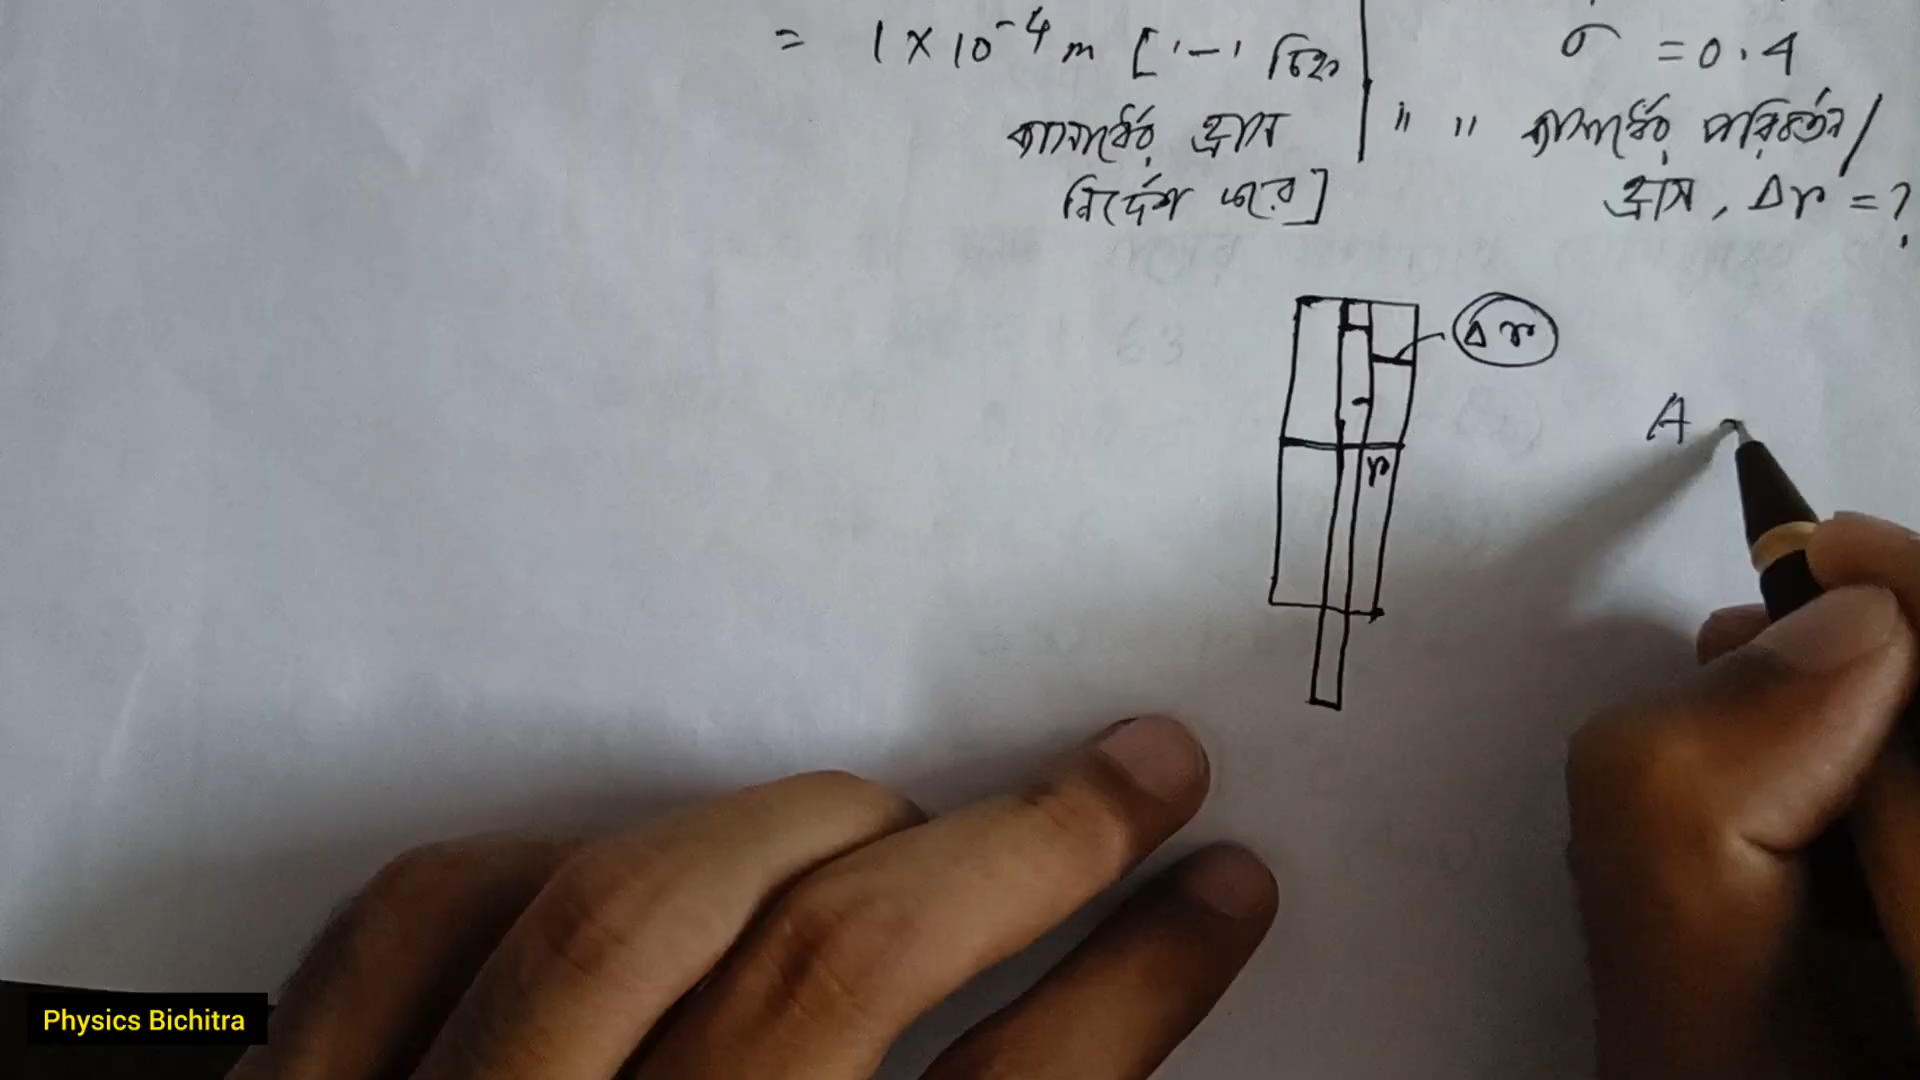 = 1 × 10⁻⁴ m ['–' চিহ্ন
ব্যাসার্ধের হ্রাস
নির্দেশ করে]
σ = 0.4
" " ব্যাসার্ধের পরিবর্তন/
হ্রাস, Δr = ?
Δr
r
A
Physics Bichitra